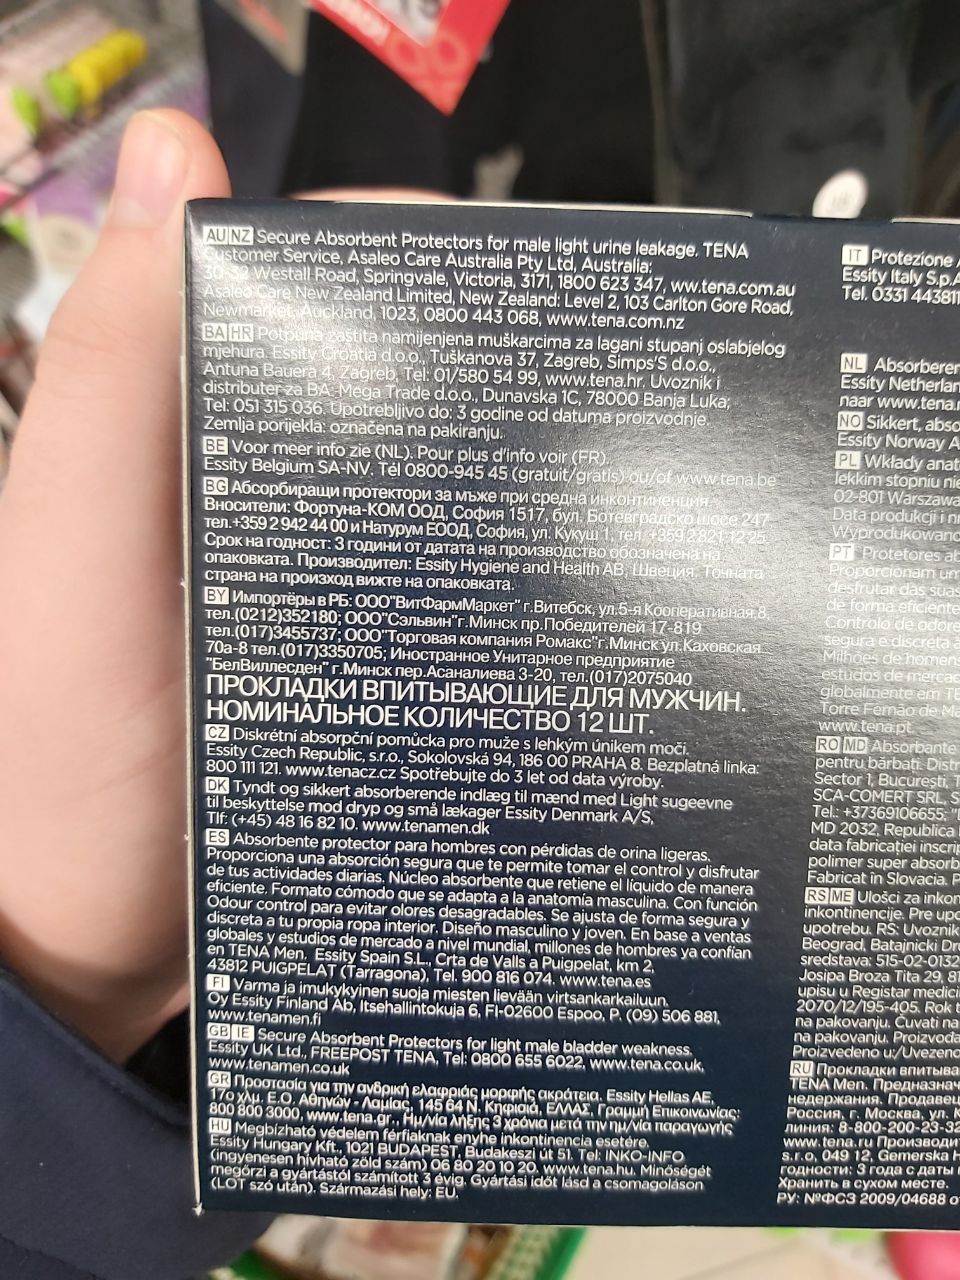 AU NZ Secure Absorbent Protectors for male light urine leakage. TENA
Customer Service, Asaleo Care Australia Pty Ltd, Australia:
30-32 Westall Road, Springvale, Victoria, 3171, 1800 623 347, www.tena.com.au
Asaleo Care New Zealand Limited, New Zealand: Level 2, 103 Carlton Gore Road,
Newmarket, Auckland, 1023, 0800 443 068, www.tena.com.nz
BA HR Potpuna zaštita namijenjena muškarcima za lagani stupanj oslabjelog
mjehura. Essity Croatia d.o.o., Tuškanova 37, Zagreb, Simps'S d.o.o.,
Antuna Bauera 4, Zagreb, Tel: 01/580 54 99, www.tena.hr. Uvoznik i
distributer za BA: Mega Trade d.o.o., Dunavska 1C, 78000 Banja Luka;
Tel: 051 315 036. Upotrebljivo do: 3 godine od datuma proizvodnje.
Zemlja porijekla: označena na pakiranju.
BE Voor meer info zie (NL). Pour plus d'info voir (FR).
Essity Belgium SA-NV. Tél 0800-945 45 (gratuit/gratis) ou/of www.tena.be
BG Абсорбиращи протектори за мъже при средна инконтиненция
Вносители: Фортуна-КОМ ООД, София 1517, бул. Ботевградско шосе 247
тел.+359 2 942 44 00 и Натурум ЕООД, София, ул. Кукуш 1, тел. +359 2 821 12 25
Срок на годност: 3 години от датата на производство обозначена на
опаковката. Производител: Essity Hygiene and Health AB, Швеция. Точната
страна на произход вижте на опаковката.
BY Импортёры в РБ: ООО"ВитФармМаркет" г.Витебск, ул.5-я Кооперативная 8,
тел.(0212)352180; ООО"Сэльвин"г.Минск пр.Победителей 17-819
тел.(017)3455737; ООО"Торговая компания Ромакс"г.Минск ул.Каховская
70а-8 тел.(017)3350705; Иностранное Унитарное предприятие
"БелВиллесден" г.Минск пер.Асаналиева 3-20, тел.(017)2075040
ПРОКЛАДКИ ВПИТЫВАЮЩИЕ ДЛЯ МУЖЧИН.
НОМИНАЛЬНОЕ КОЛИЧЕСТВО 12 ШТ.
CZ Diskrétní absorpční pomůcka pro muže s lehkým únikem moči.
Essity Czech Republic, s.r.o., Sokolovská 94, 186 00 PRAHA 8. Bezplatná linka:
800 111 121. www.tenacz.cz Spotřebujte do 3 let od data výroby.
DK Tyndt og sikkert absorberende indlæg til mænd med Light sugeevne
til beskyttelse mod dryp og små lækager Essity Denmark A/S,
Tlf: (+45) 48 16 82 10. www.tenamen.dk
ES Absorbente protector para hombres con pérdidas de orina ligeras.
Proporciona una absorción segura que te permite tomar el control y disfrutar
de tus actividades diarias. Núcleo absorbente que retiene el líquido de manera
eficiente. Formato cómodo que se adapta a la anatomía masculina. Con función
Odour control para evitar olores desagradables. Se ajusta de forma segura y
discreta a tu propia ropa interior. Diseño masculino y joven. En base a ventas
globales y estudios de mercado a nivel mundial, millones de hombres ya confían
en TENA Men. Essity Spain S.L., Crta de Valls a Puigpelat, km 2,
43812 PUIGPELAT (Tarragona). Tel. 900 816 074. www.tena.es
FI Varma ja imukykyinen suoja miesten lievään virtsankarkailuun.
Oy Essity Finland Ab, Itsehallintokuja 6, FI-02600 Espoo, P. (09) 506 881,
www.tenamen.fi
GB IE Secure Absorbent Protectors for light male bladder weakness.
Essity UK Ltd., FREEPOST TENA, Tel: 0800 655 6022, www.tena.co.uk,
www.tenamen.co.uk
GR Προστασία για την ανδρική ελαφριάς μορφής ακράτεια. Essity Hellas AE,
17ο χλμ. Ε.Ο. Αθηνών - Λαμίας, 145 64 Ν. Κηφισιά, ΕΛΛΑΣ, Γραμμή Επικοινωνίας:
800 800 3000, www.tena.gr., Ημ/νία λήξης 3 χρόνια μετά την ημ/νία παραγωγής
HU Megbízható védelem férfiaknak enyhe inkontinencia esetére.
Essity Hungary Kft., 1021 BUDAPEST, Budakeszi út 51. Tel: INKO-INFO
(ingyenesen hívható zöld szám) 06 80 20 10 20. www.tena.hu. Minőségét
megőrzi a gyártástól számított 3 évig. Gyártási időt lásd a csomagoláson
(LOT szó után). Származási hely: EU.
IT Protezione
Essity Italy S.p.A
Tel. 0331 443811
NL Absorberen
Essity Netherlan
naar www.tena.n
NO Sikkert, abso
Essity Norway A
PL Wkłady anat
lekkim stopniu nie
02-801 Warszawa
Data produkcji i n
Wyprodukowano
PT Protetores ab
Proporcionam um
desfrutar das suas
de forma eficiente
Controlo de odore
segura e discreta a
Milhões de homens
estudos de mercad
globalmente em TE
Torre Fernão de Ma
www.tena.pt
RO MD Absorbante
pentru bărbați. Distr
Sector 1, București, T
SCA-COMERT SRL, S
Tel.: +37369106655; "D
MD 2032, Republica
data fabricației inscrip
polimer super absorb
Fabricat în Slovacia. P
RS ME Ulošci za inkon
inkontinencije. Pre upo
upotrebu. RS: Uvoznik
Beograd, Batajnički Dru
sredstava: 515-02-0132
Josipa Broza Tita 29, 81
upisu u Registar medicin
2070/12/195-405. Rok t
na pakovanju. Čuvati na
na pakovanju. Proizvođa
Proizvedeno u:/Uvezeno
RU Прокладки впитыва
TENA Men. Предназнач
недержания. Продавец
Россия, г. Москва, ул. К
линия: 8-800-200-23-32
www.tena.ru Производит
s.r.o, 049 12, Gemerska H
годности: 3 года с даты и
Хранить в сухом месте.
РУ: №ФСЗ 2009/04688 от